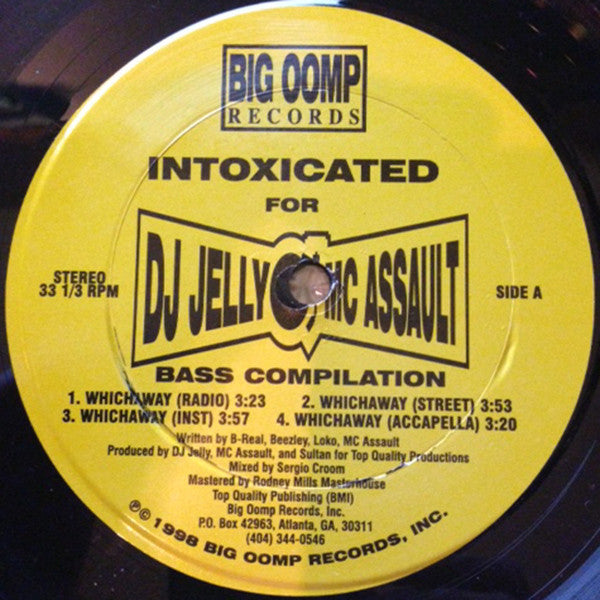 BIG OOMP
RECORDS
INTOXICATED
FOR
DJ JELLY & MC ASSAULT
STEREO
33 1/3 RPM
SIDE A
BASS COMPILATION
1. WHICHAWAY (RADIO) 3:23 2. WHICHAWAY (STREET) 3:53
3. WHICHAWAY (INST) 3:57 4. WHICHAWAY (ACCAPELLA) 3:20
Written by B-Real, Beezley, Loko, MC Assault
Produced by DJ Jelly, MC Assault, and Sultan for Top Quality Productions
Mixed by Sergio Croom
Mastered by Rodney Mills Masterhouse
Top Quality Publishing (BMI)
Big Oomp Records, Inc.
P.O. Box 42963, Atlanta, GA, 30311
(404) 344-0546
℗© 1998 BIG OOMP RECORDS, INC.